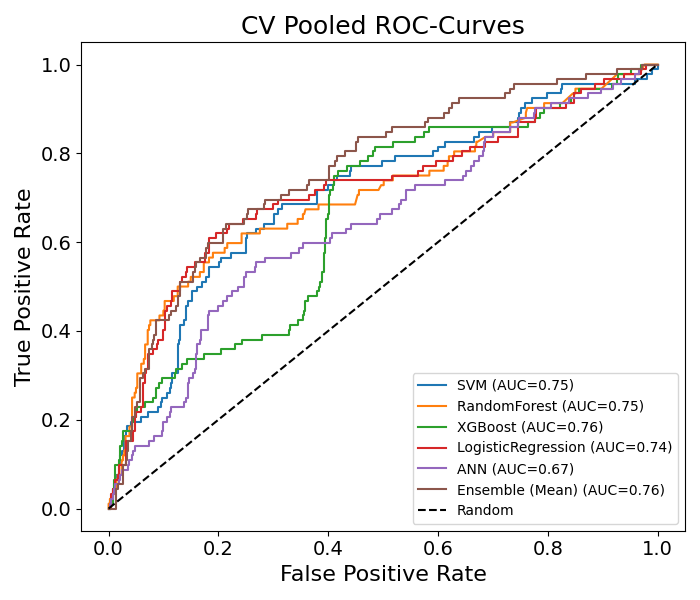 CV Pooled ROC-Curves
True Positive Rate
1.0
0.8
0.6
0.4
0.2
0.0
SVM (AUC=0.75)
RandomForest (AUC=0.75)
XGBoost (AUC=0.76)
LogisticRegression (AUC=0.74)
ANN (AUC=0.67)
Ensemble (Mean) (AUC=0.76)
Random
0.0 0.2 0.4 0.6 0.8 1.0
False Positive Rate